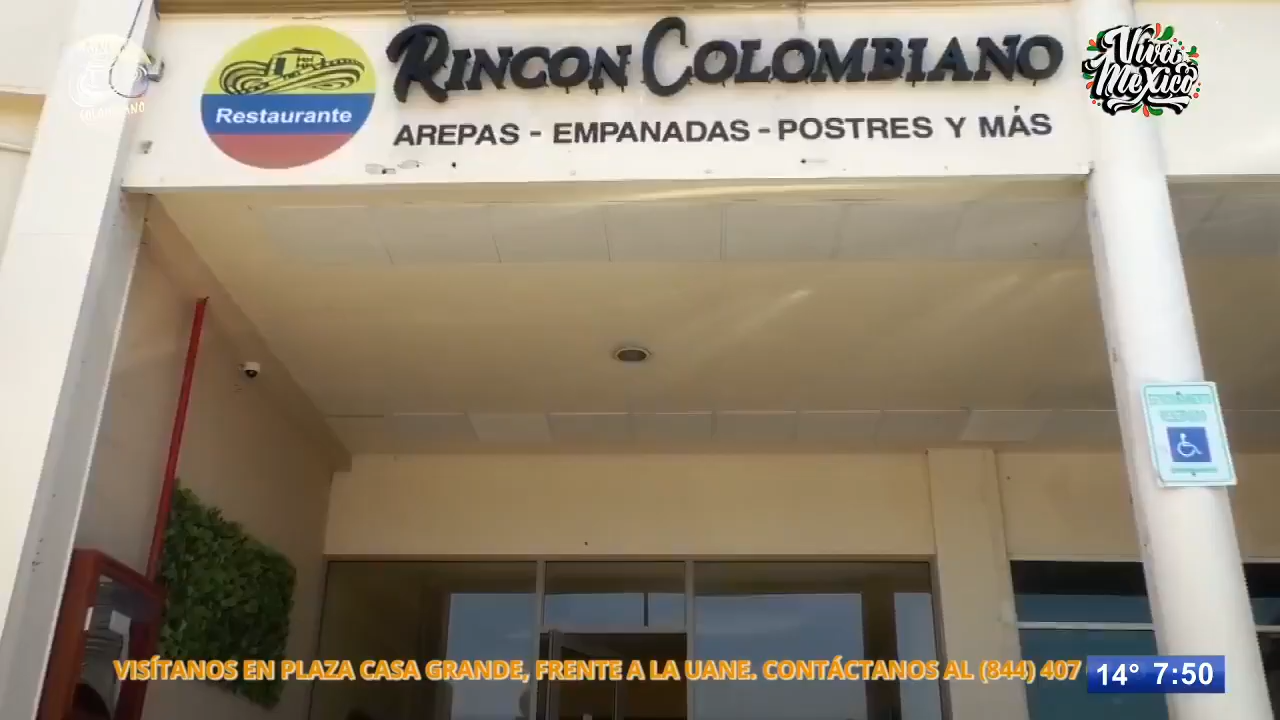 RINCON COLOMBIANO
Restaurante
AREPAS - EMPANADAS - POSTRES Y MÁS
Viva México
COLOMBIANO
VISÍTANOS EN PLAZA CASA GRANDE, FRENTE A LA UANE. CONTÁCTANOS AL (844) 407
14° 7:50